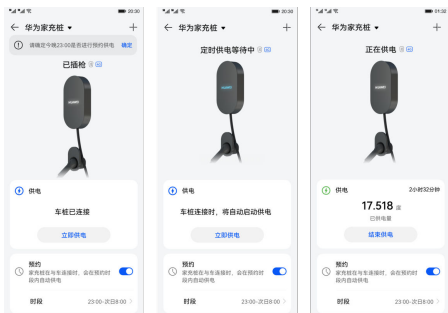 20:30
华为家充桩
请确定今晚23:00是否进行预约供电 确定
已插枪
HUAWEI
供电
车桩已连接
立即供电
预约
家充桩在与车连接时,会在预约时段内自动供电
时段 23:00-次日8:00
20:30
华为家充桩
定时供电等待中
HUAWEI
供电
车桩连接时,将自动启动供电
立即供电
预约
家充桩在与车连接时,会在预约的时
段内自动供电
时段 23:00-次日8:00
01:32
华为家充桩
正在供电
HUAWEI
供电 2小时32分钟
17.518 度
已供电量
结束供电
预约
家充桩在与车连接时,会在预约的时
段内自动供电
时段 23:00-次日8:00